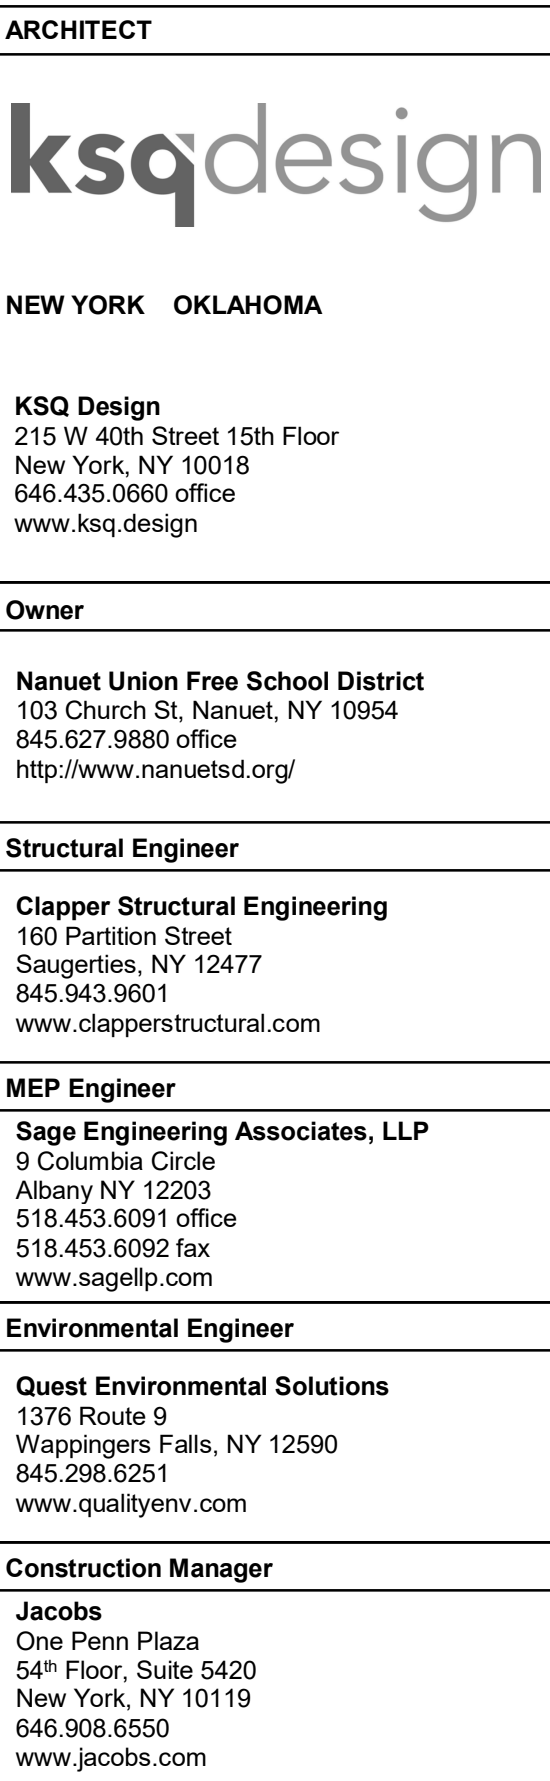 ARCHITECT
ksqdesign
NEW YORK OKLAHOMA
KSQ Design
215 W 40th Street 15th Floor
New York, NY 10018
646.435.0660 office
www.ksq.design
Owner
Nanuet Union Free School District
103 Church St, Nanuet, NY 10954
845.627.9880 office
http://www.nanuetsd.org/
Structural Engineer
Clapper Structural Engineering
160 Partition Street
Saugerties, NY 12477
845.943.9601
www.clapperstructural.com
MEP Engineer
Sage Engineering Associates, LLP
9 Columbia Circle
Albany NY 12203
518.453.6091 office
518.453.6092 fax
www.sagellp.com
Environmental Engineer
Quest Environmental Solutions
1376 Route 9
Wappingers Falls, NY 12590
845.298.6251
www.qualityenv.com
Construction Manager
Jacobs
One Penn Plaza
54th Floor, Suite 5420
New York, NY 10119
646.908.6550
www.jacobs.com